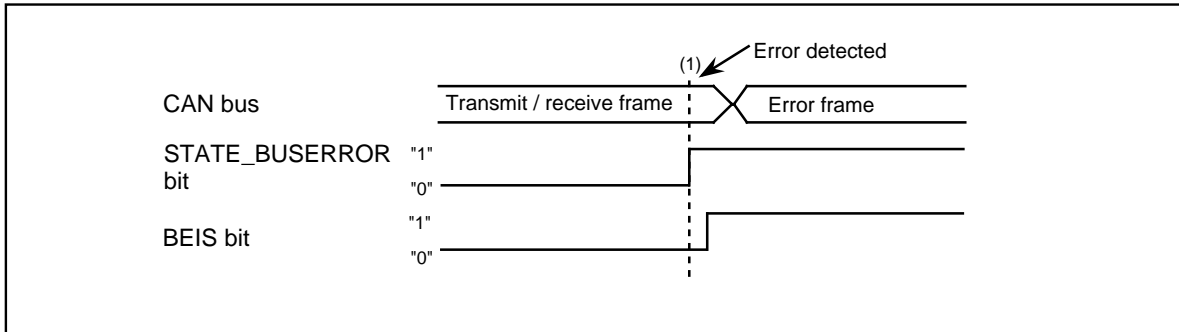 (1)
Error detected
CAN bus
Transmit / receive frame
Error frame
STATE_BUSERROR
bit
"1"
"0"
BEIS bit
"1"
"0"